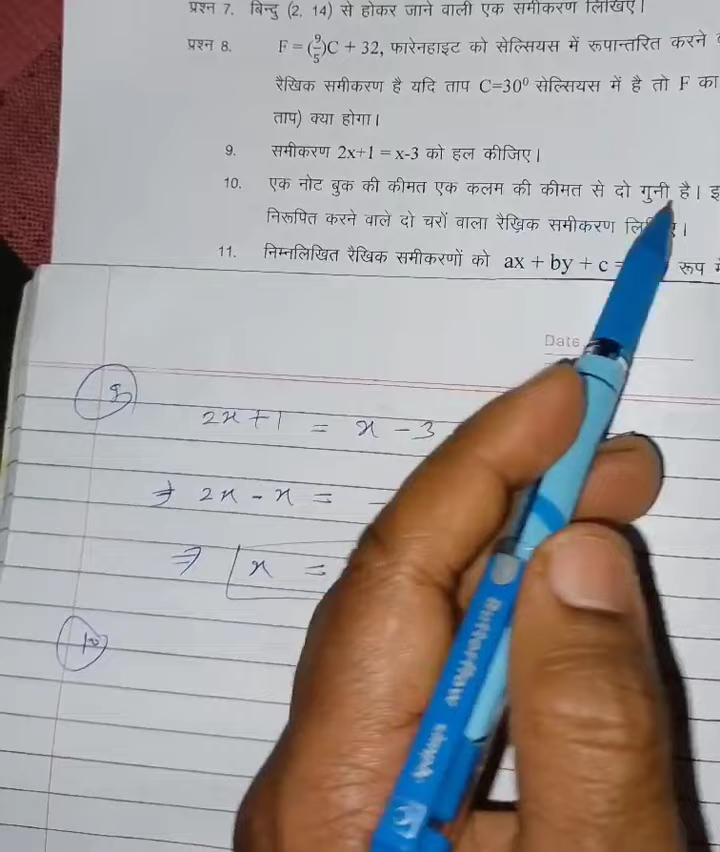 प्रश्न 7. बिन्दु (2, 14) से होकर जाने वाली एक समीकरण लिखिए।
प्रश्न 8. F = (9/5)C + 32, फारेनहाइट को सेल्सियस में रूपान्तरित करने
रैखिक समीकरण है यदि ताप C=30⁰ सेल्सियस में है तो F का
ताप) क्या होगा।
9. समीकरण 2x+1 = x-3 को हल कीजिए।
10. एक नोट बुक की कीमत एक कलम की कीमत से दो गुनी है।
निरूपित करने वाले दो चरों वाला रैखिक समीकरण
11. निम्नलिखित रैखिक समीकरणों को ax + by + c = रूप
Date
9
2x+1 = x-3
⇒ 2x - x = -
⇒ x =
10
Butterflow